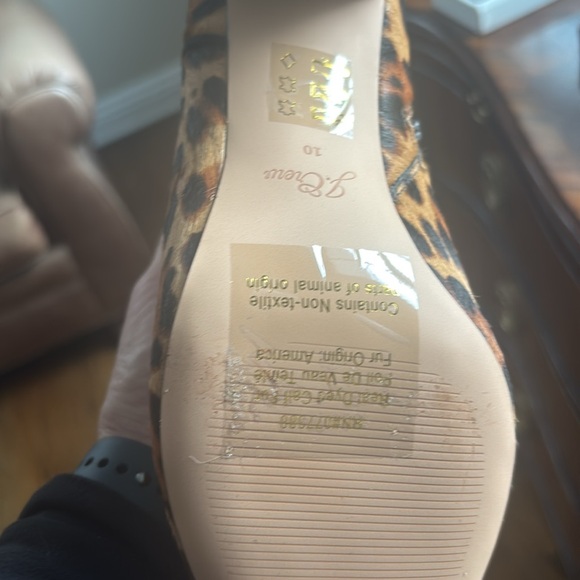 Real Dyed Calf Fur
Poil De Veau Teinté
Fur Origin: America
Contains Non-textile
parts of animal origin
J.Crew
10